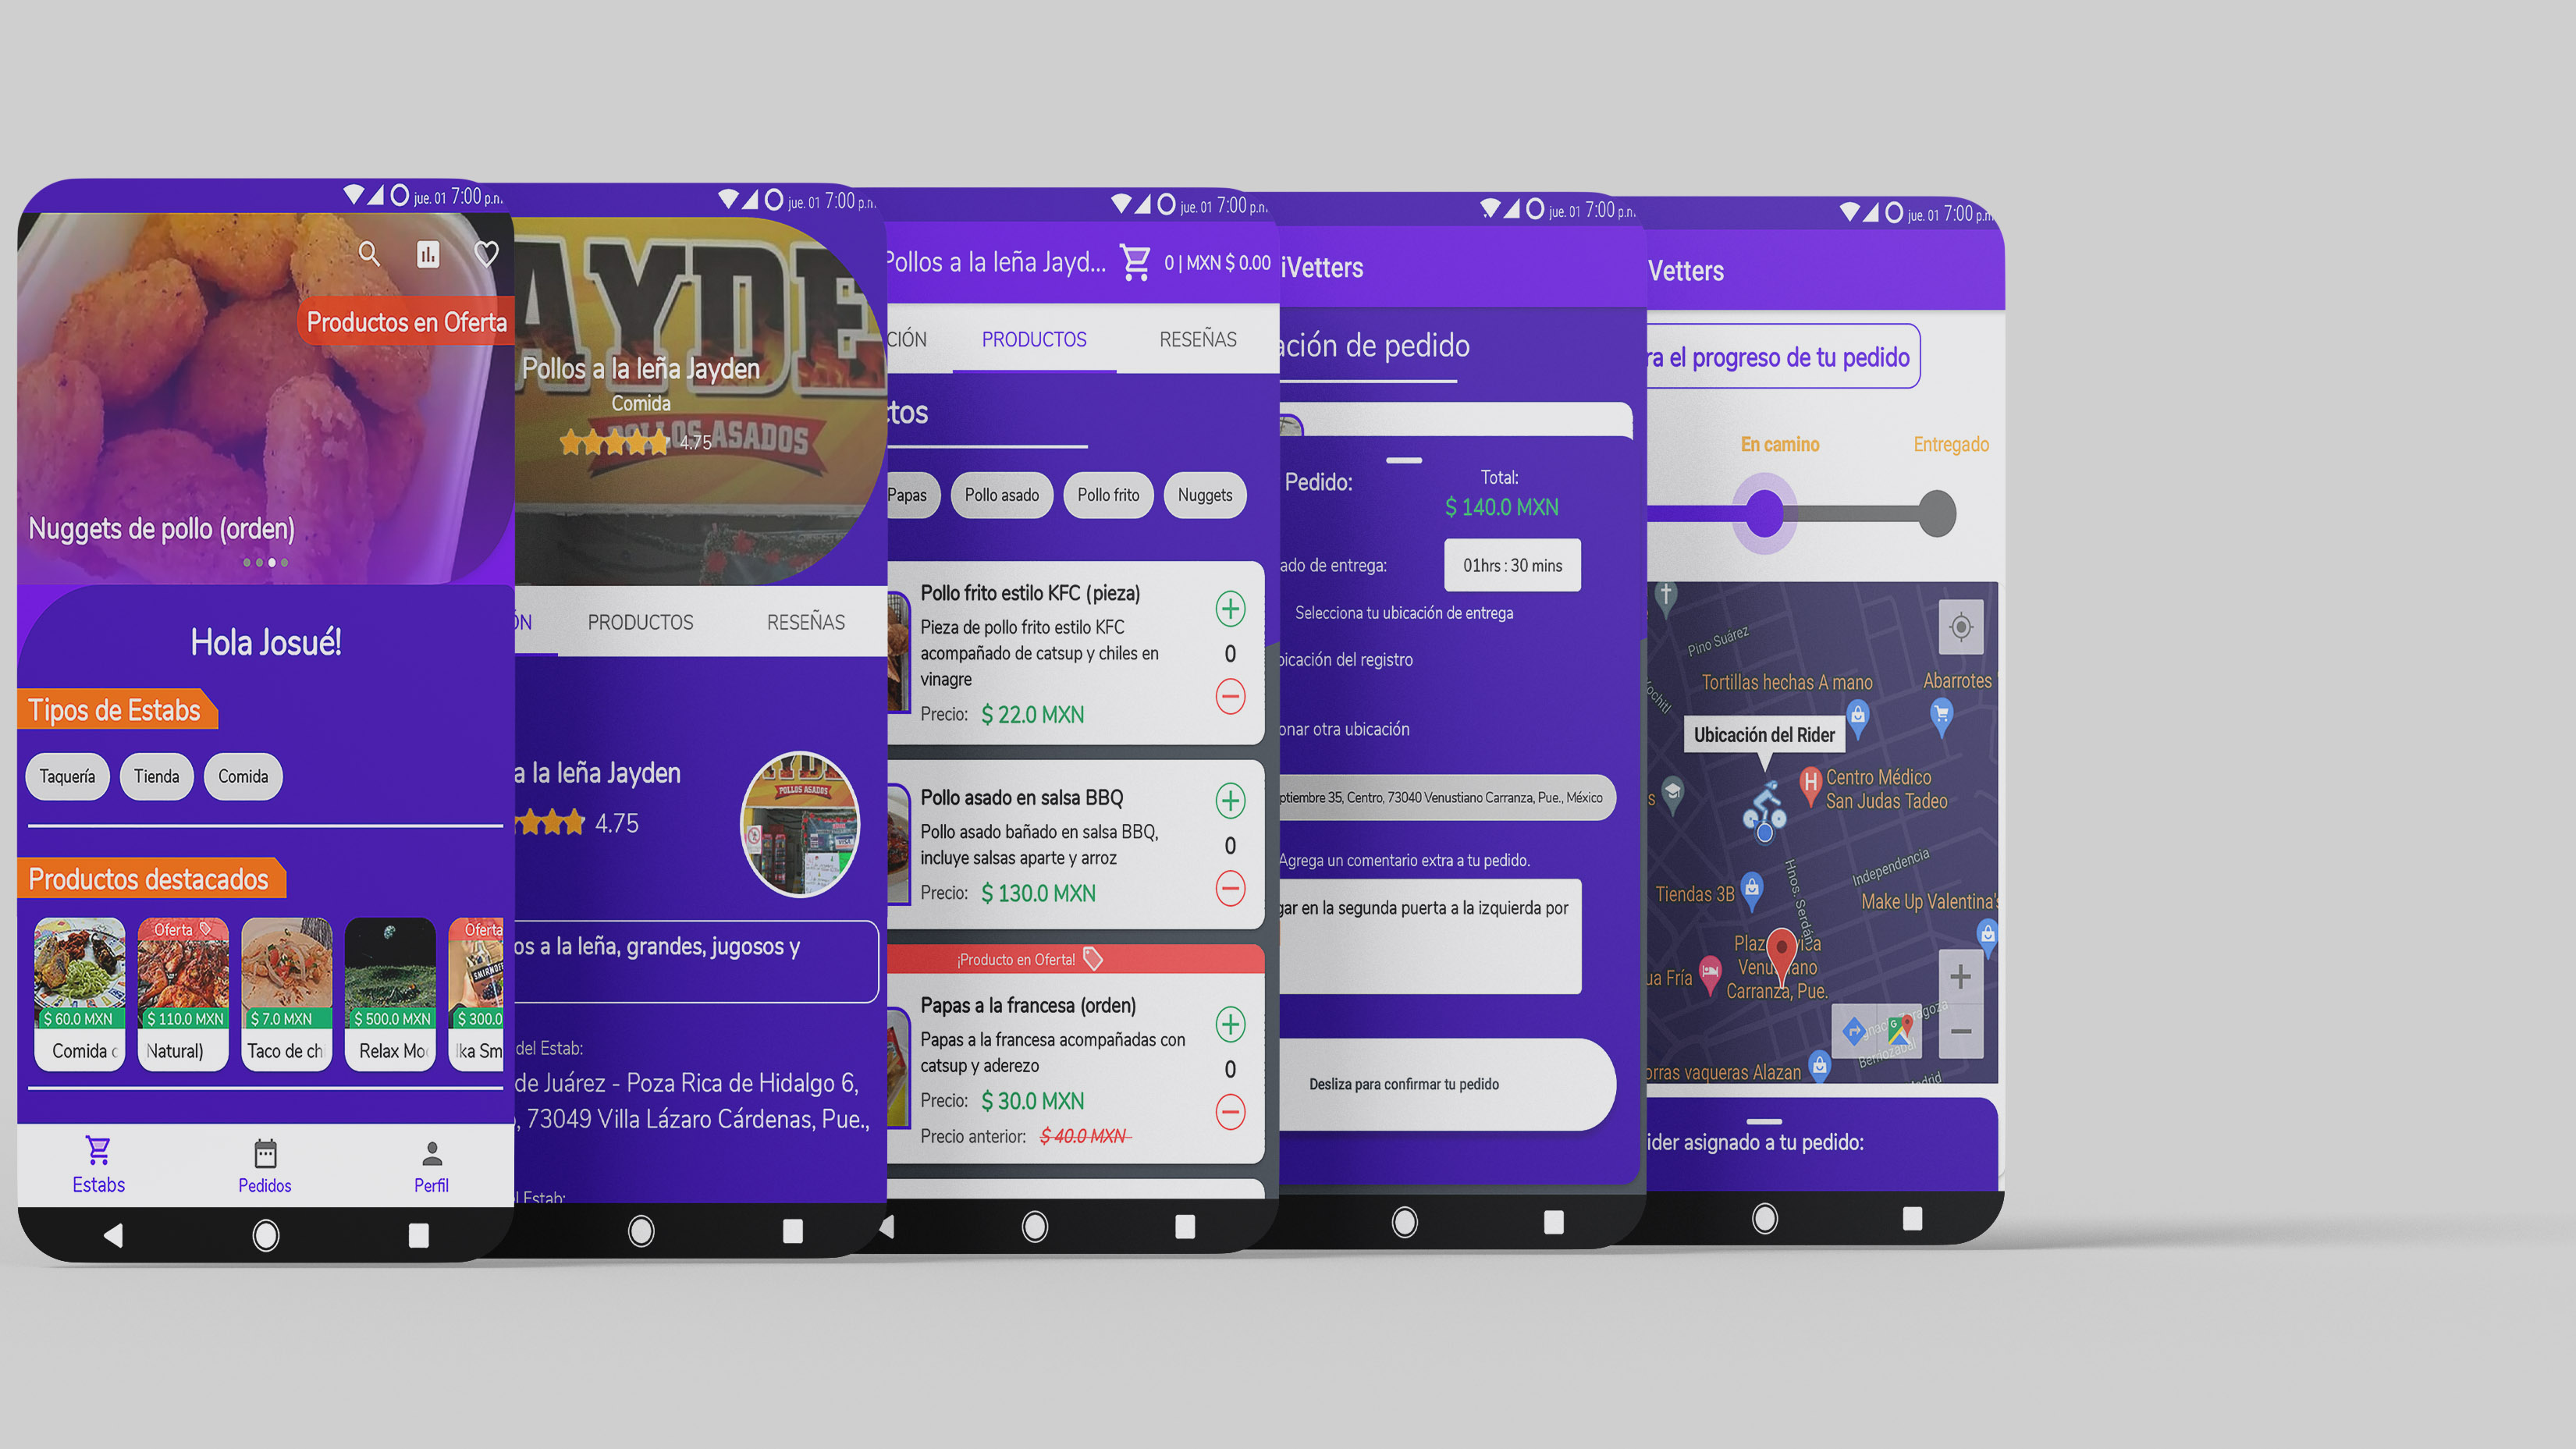 jue. 01 7:00 p.n.
Productos en Oferta
Nuggets de pollo (orden)
Hola Josué!
Tipos de Estabs
Taquería Tienda Comida
Productos destacados
Oferta
Oferta
$ 60.0 MXN $ 110.0 MXN $ 7.0 MXN $ 500.0 MXN $ 300.0
Comida c Natural) Taco de chi Relax Mo lka Sm
SMIRNOFF
Estabs Pedidos Perfil
jue. 01 7:00 p.n.
AYDE
Pollos a la leña Jayden
Comida
POLLOS ASADOS
4.75
ÓN PRODUCTOS RESEÑAS
a la leña Jayden
4.75
POLLOS ASADOS
os a la leña, grandes, jugosos y
del Estab:
de Juárez - Poza Rica de Hidalgo 6,
, 73049 Villa Lázaro Cárdenas, Pue.,
l Estab:
jue. 01 7:00 p.n.
Pollos a la leña Jayd... 0 | MXN $ 0.00
CIÓN PRODUCTOS RESEÑAS
ctos
Papas Pollo asado Pollo frito Nuggets
Pollo frito estilo KFC (pieza)
Pieza de pollo frito estilo KFC
acompañado de catsup y chiles en
vinagre
Precio: $ 22.0 MXN
0
Pollo asado en salsa BBQ
Pollo asado bañado en salsa BBQ,
incluye salsas aparte y arroz
Precio: $ 130.0 MXN
0
¡Producto en Oferta!
Papas a la francesa (orden)
Papas a la francesa acompañadas con
catsup y aderezo
Precio: $ 30.0 MXN
Precio anterior: $ 40.0 MXN
0
jue. 01 7:00 p.n.
iVetters
ación de pedido
Pedido:
Total:
$ 140.0 MXN
ado de entrega: 01hrs : 30 mins
Selecciona tu ubicación de entrega
bicación del registro
onar otra ubicación
ptiembre 35, Centro, 73040 Venustiano Carranza, Pue., México
Agrega un comentario extra a tu pedido.
gar en la segunda puerta a la izquierda por
Desliza para confirmar tu pedido
jue. 01 7:00 p.n
Vetters
ra el progreso de tu pedido
En camino Entregado
Pino Suárez
Xochitl
Tortillas hechas A mano
Abarrotes
Ubicación del Rider
H
Centro Médico
San Judas Tadeo
s
Independencia
Hnos. Serdán
Tiendas 3B
Make Up Valentina's
ua Fría
Carranza, Pue.
Berriozabal
orras vaqueras Alazan
ider asignado a tu pedido: